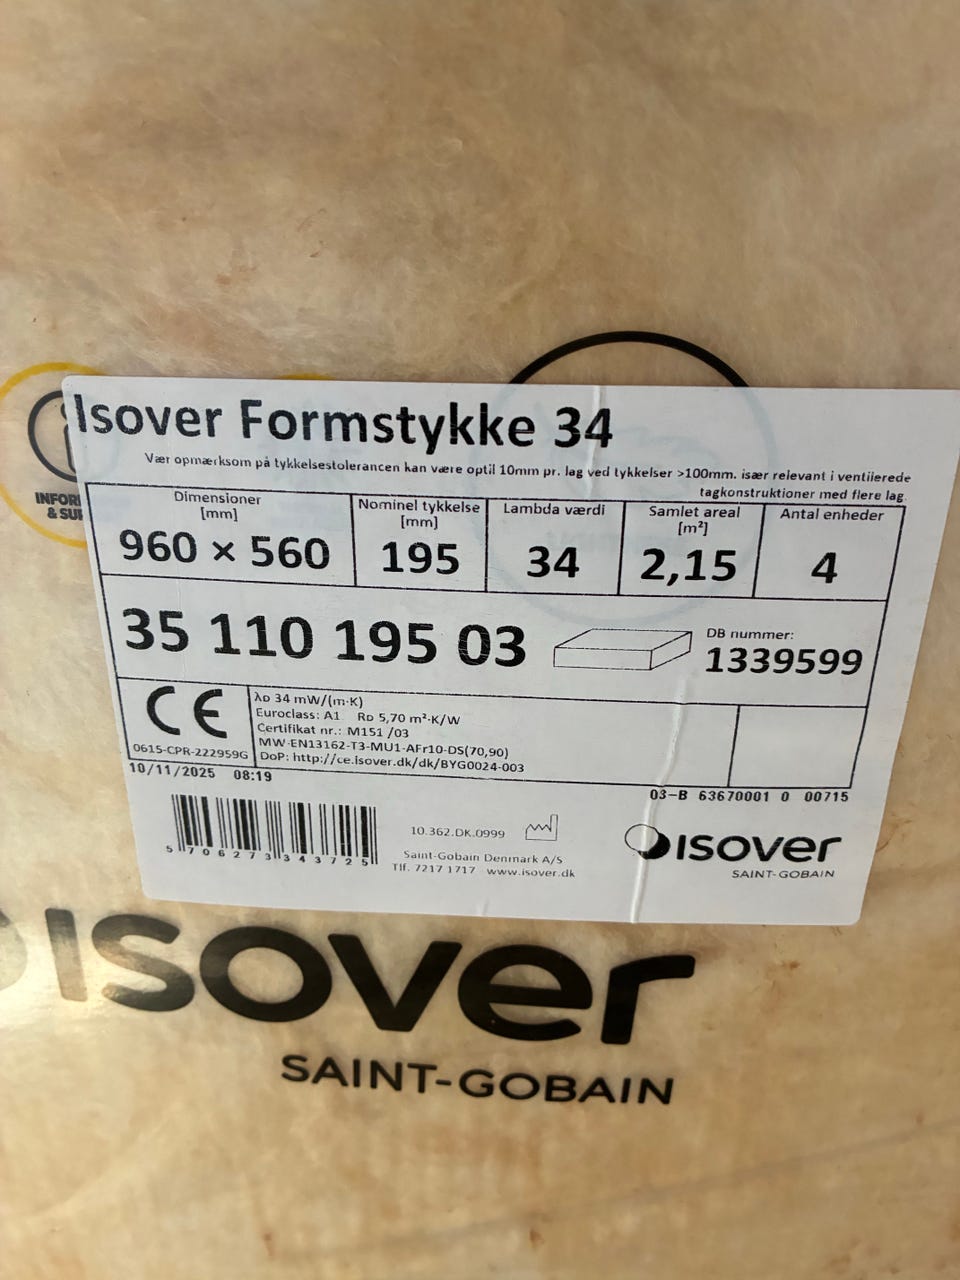 Isover Formstykke 34
Vær opmærksom på tykkelsestolerancen kan være optil 10mm pr. lag ved tykkelser >100mm. især relevant i ventilerede
tagkonstruktioner med flere lag.
INFOR
& SU
Dimensioner
[mm]
960 × 560
Nominel tykkelse
[mm]
195
Lambda værdi
34
Samlet areal
[m²]
2,15
Antal enheder
4
35 110 195 03
DB nummer:
1339599
CE
0615-CPR-222959G
λD 34 mW/(m·K)
Euroclass: A1 RD 5,70 m²·K/W
Certifikat nr.: M151 /03
MW-EN13162-T3-MU1-AFr10-DS(70,90)
DoP: http://ce.isover.dk/dk/BYG0024-003
10/11/2025 08:19
03-B 63670001 0 00715
5 706273 343725
10.362.DK.0999
Saint-Gobain Denmark A/S
Tlf. 7217 1717 www.isover.dk
isover
SAINT-GOBAIN
isover
SAINT-GOBAIN